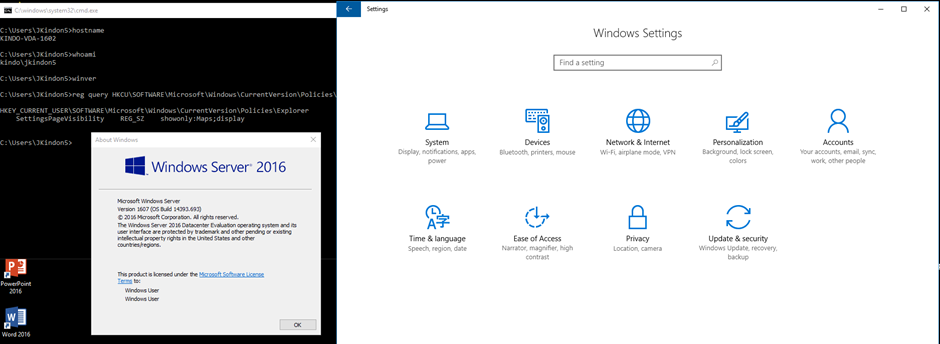 C:\windows\system32\cmd.exe
C:\Users\JKindon5>hostname
KINDO-VDA-1602
C:\Users\JKindon5>whoami
kindo\jkindon5
C:\Users\JKindon5>winver
C:\Users\JKindon5>reg query HKCU\SOFTWARE\Microsoft\Windows\CurrentVersion\Policies\
HKEY_CURRENT_USER\SOFTWARE\Microsoft\Windows\CurrentVersion\Policies\Explorer
SettingsPageVisibility REG_SZ showonly:Maps;display
C:\Users\JKindon5>
About Windows
Windows Server® 2016
Microsoft Windows Server
Version 1607 (OS Build 14393.693)
© 2016 Microsoft Corporation. All rights reserved.
The Windows Server 2016 Datacenter Evaluation operating system and its
user interface are protected by trademark and other pending or existing
intellectual property rights in the United States and other
countries/regions.
This product is licensed under the Microsoft Software License
Terms to:
Windows User
Windows User
OK
PowerPoint
2016
Word 2016
Settings
Windows Settings
Find a setting
System
Display, notifications, apps,
power
Devices
Bluetooth, printers, mouse
Network & Internet
Wi-Fi, airplane mode, VPN
Personalization
Background, lock screen,
colors
Accounts
Your accounts, email, sync,
work, other people
Time & language
Speech, region, date
Ease of Access
Narrator, magnifier, high
contrast
Privacy
Location, camera
Update & security
Windows Update, recovery,
backup